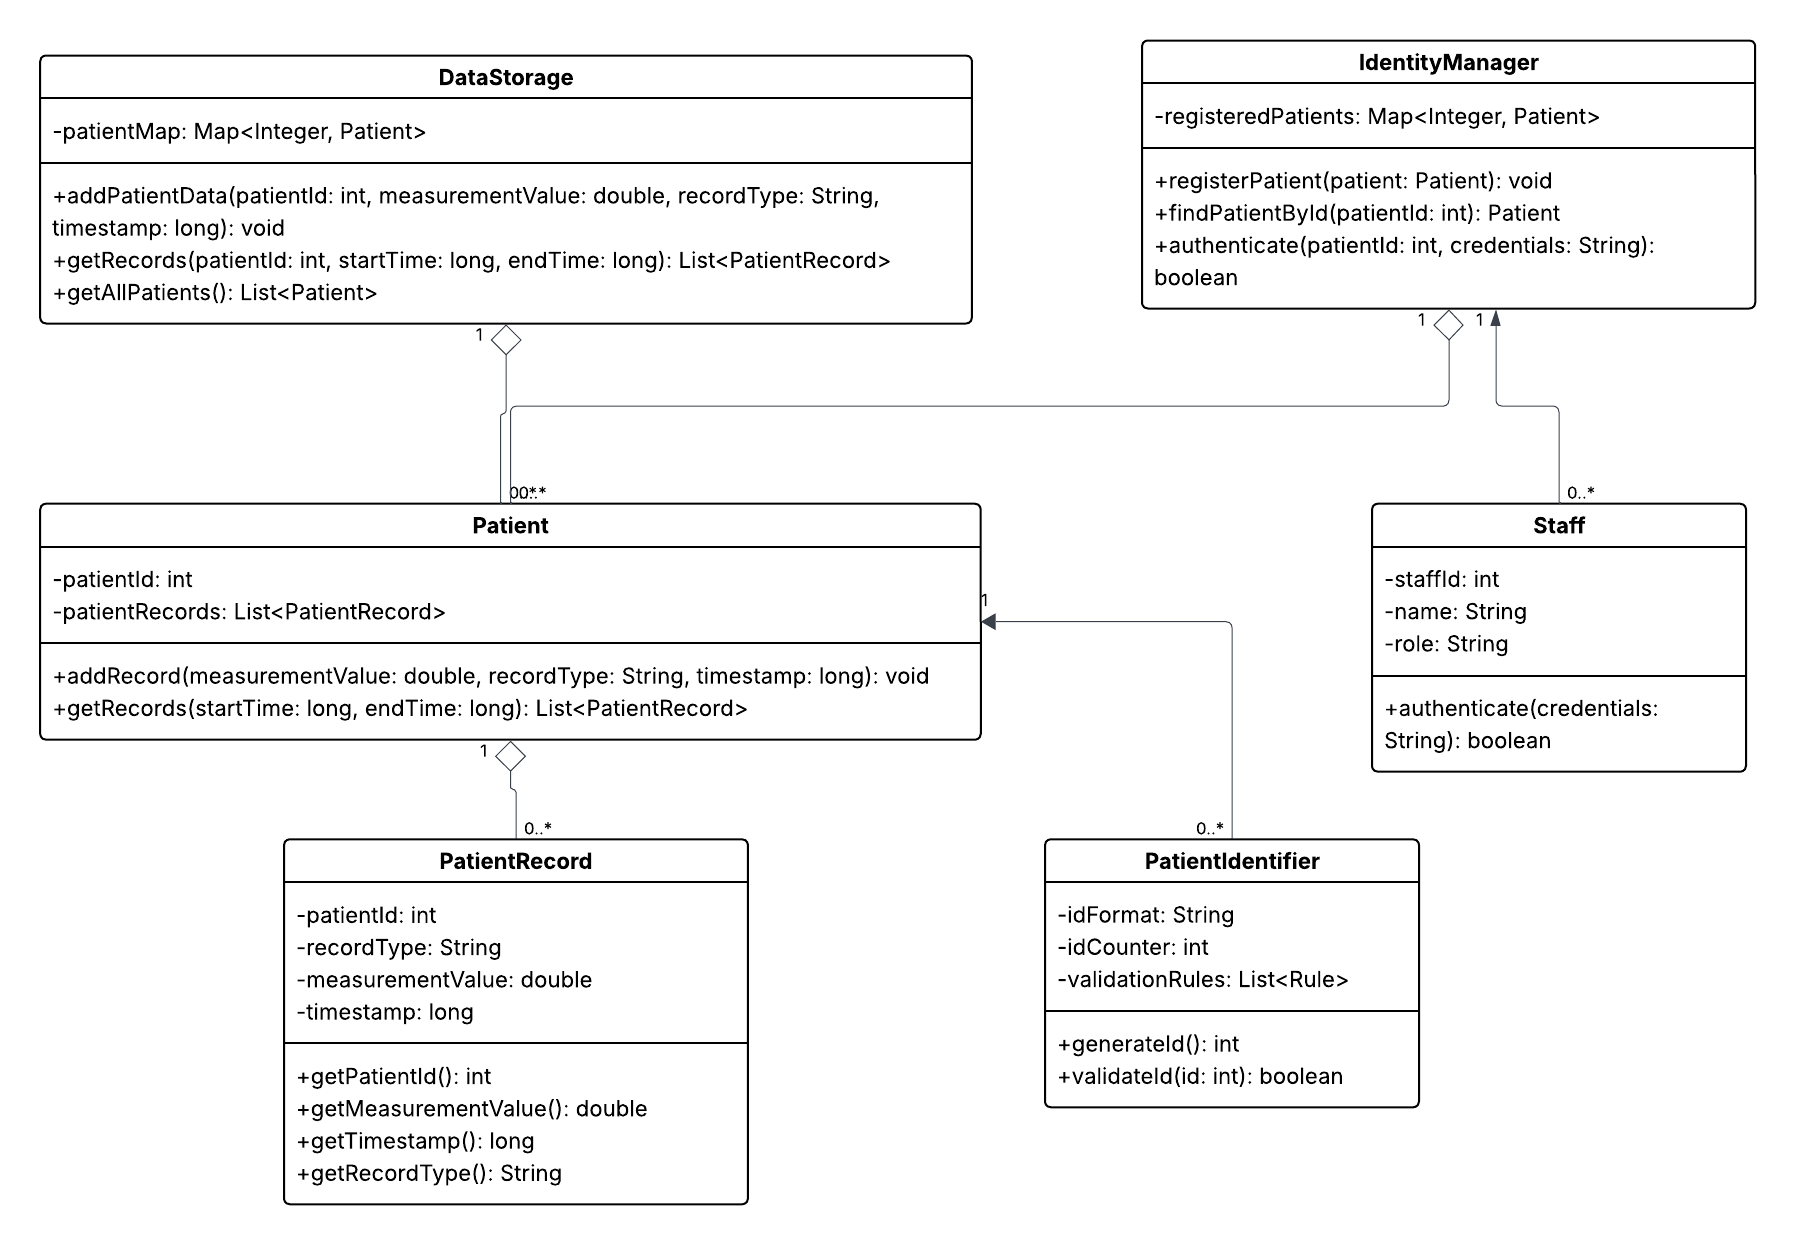 DataStorage
-patientMap: Map<Integer, Patient>
+addPatientData(patientId: int, measurementValue: double, recordType: String,
timestamp: long): void
+getRecords(patientId: int, startTime: long, endTime: long): List<PatientRecord>
+getAllPatients(): List<Patient>
IdentityManager
-registeredPatients: Map<Integer, Patient>
+registerPatient(patient: Patient): void
+findPatientById(patientId: int): Patient
+authenticate(patientId: int, credentials: String):
boolean
1
1
1
0..*
Patient
-patientId: int
-patientRecords: List<PatientRecord>
+addRecord(measurementValue: double, recordType: String, timestamp: long): void
+getRecords(startTime: long, endTime: long): List<PatientRecord>
1
Staff
-staffId: int
-name: String
-role: String
+authenticate(credentials:
String): boolean
1
0..*
0..*
PatientRecord
-patientId: int
-recordType: String
-measurementValue: double
-timestamp: long
+getPatientId(): int
+getMeasurementValue(): double
+getTimestamp(): long
+getRecordType(): String
PatientIdentifier
-idFormat: String
-idCounter: int
-validationRules: List<Rule>
+generateId(): int
+validateId(id: int): boolean